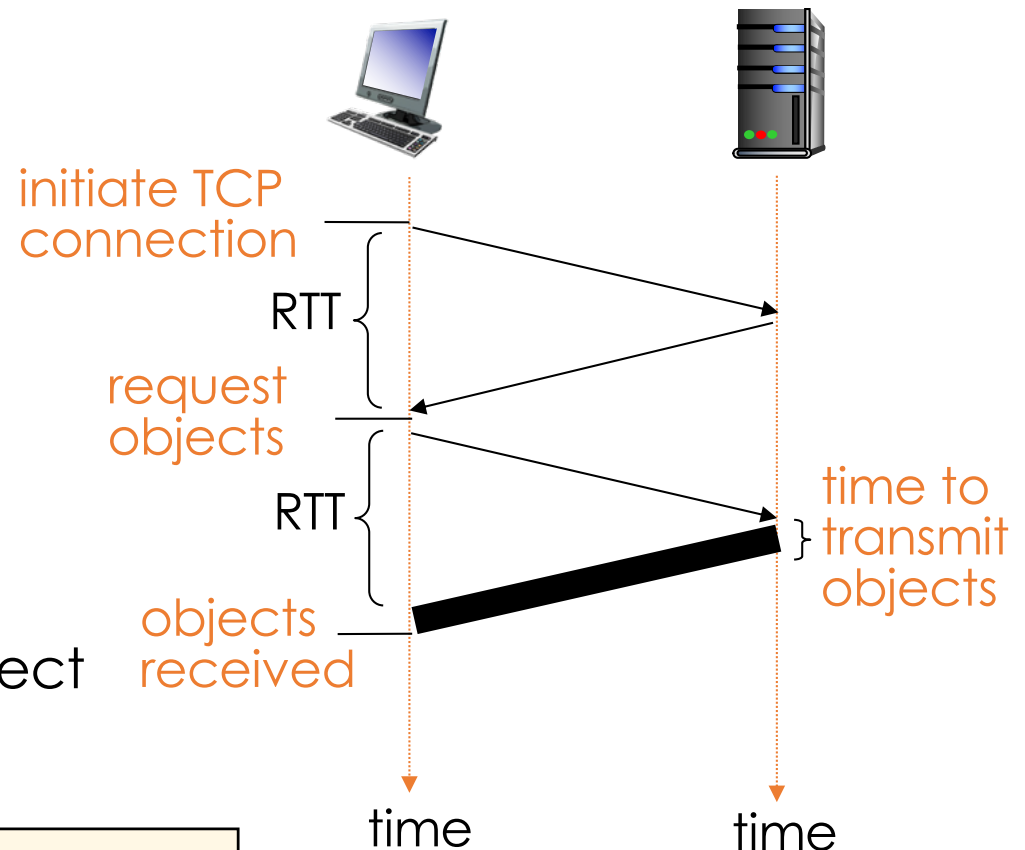 initiate TCP
connection
RTT
request
objects
RTT
time to
transmit
objects
objects
received
ect
time
time